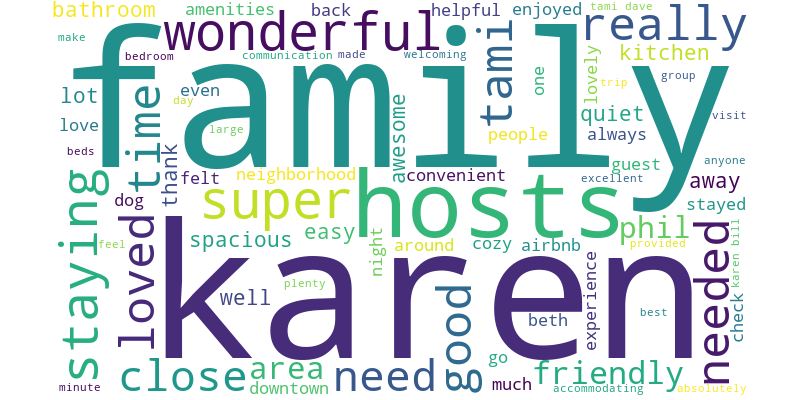 bathroom
amenities
back
helpful
enjoyed
tami dave
make
wonderful
really
bedroom
communication
made
welcoming
family
tami
lovely
kitchen
group
lot
even
day
time
awesome
one
trip
quiet
visit
love
large
people
always
beds
thank
felt
neighborhood
convenient
guest
excellent
anyone
away
staying
dog
super
hosts
stayed
loved
spacious
easy
night
around
cozy
airbnb
phil
provided
needed
karen bill
feel
karen
well
plenty
good
beth
experience
best
check
close
area
downtown
need
much
go
friendly
accommodating
absolutely
minute